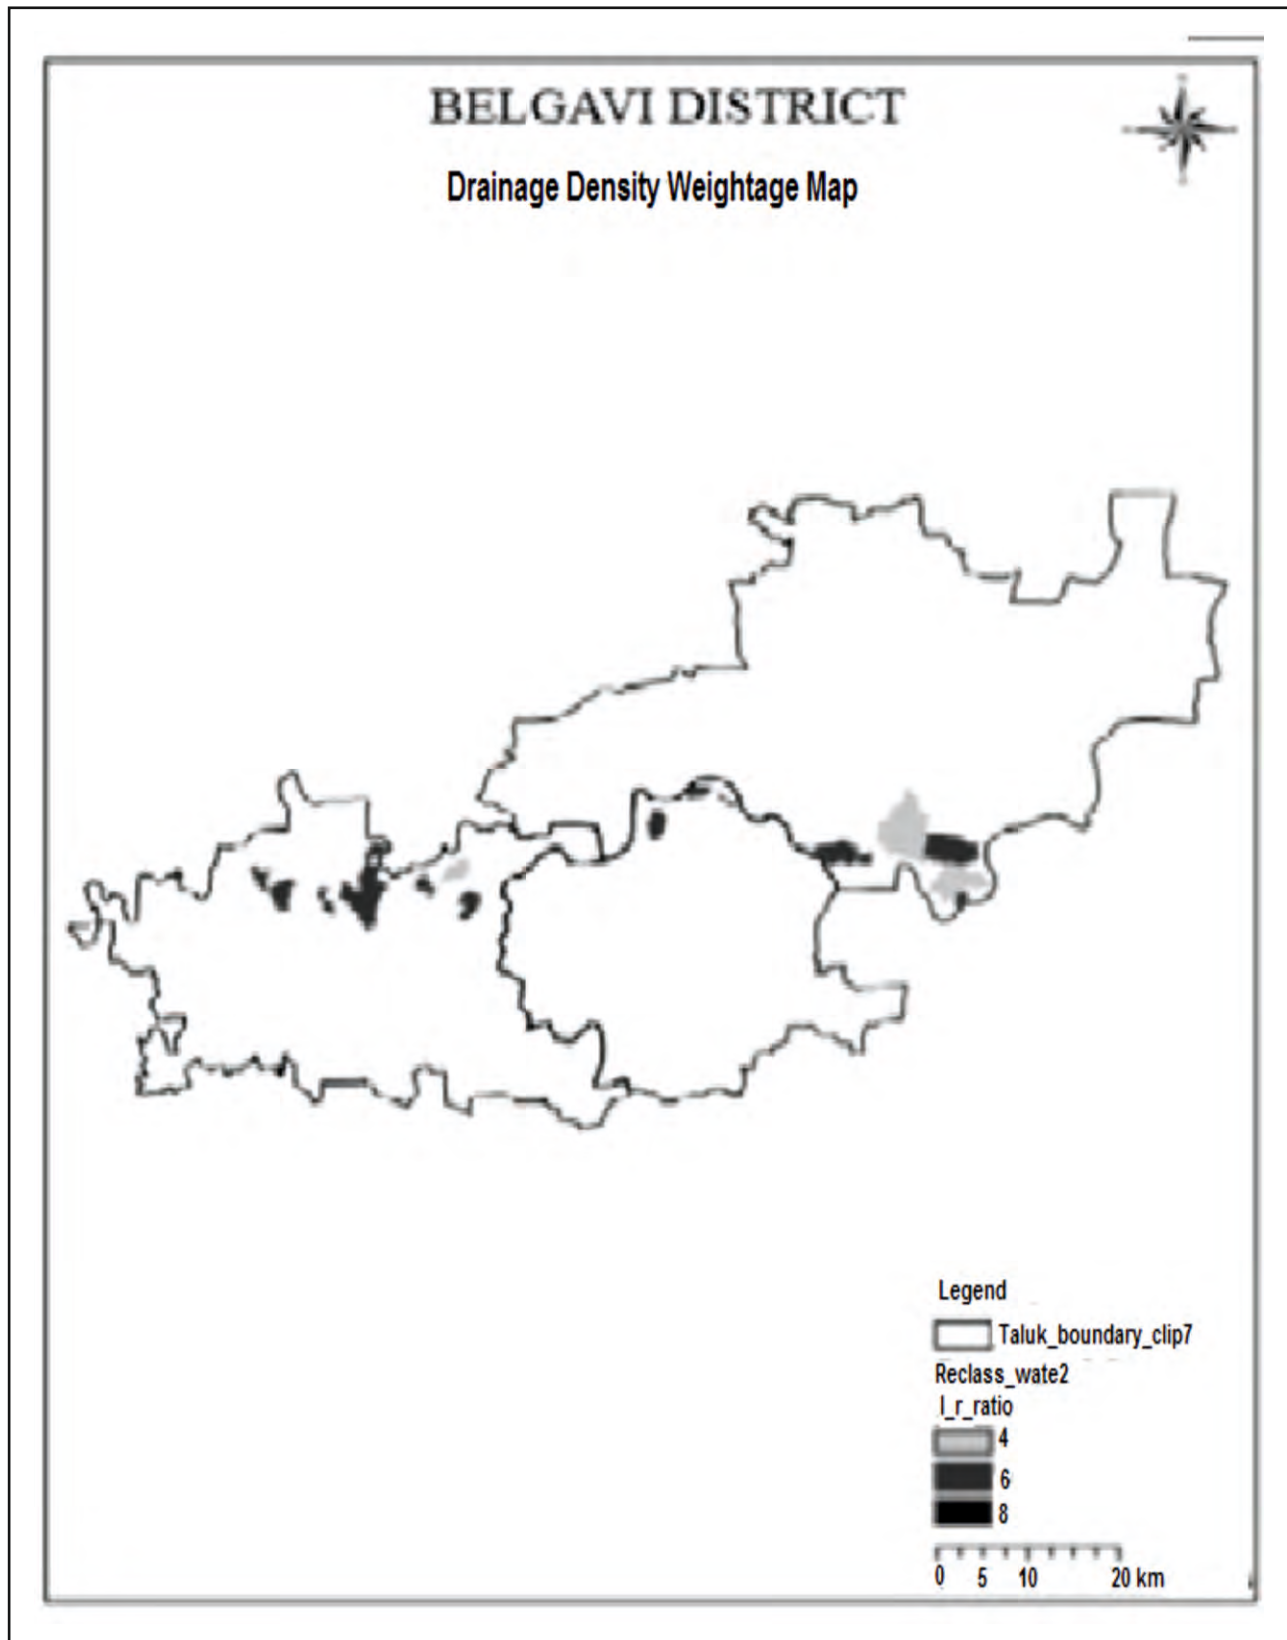 BELGAVI DISTRICT
Drainage Density Weightage Map
Legend
Taluk_boundary_clip7
Reclass_wate2
l_r_ratio
4
6
8
0 5 10 20 km